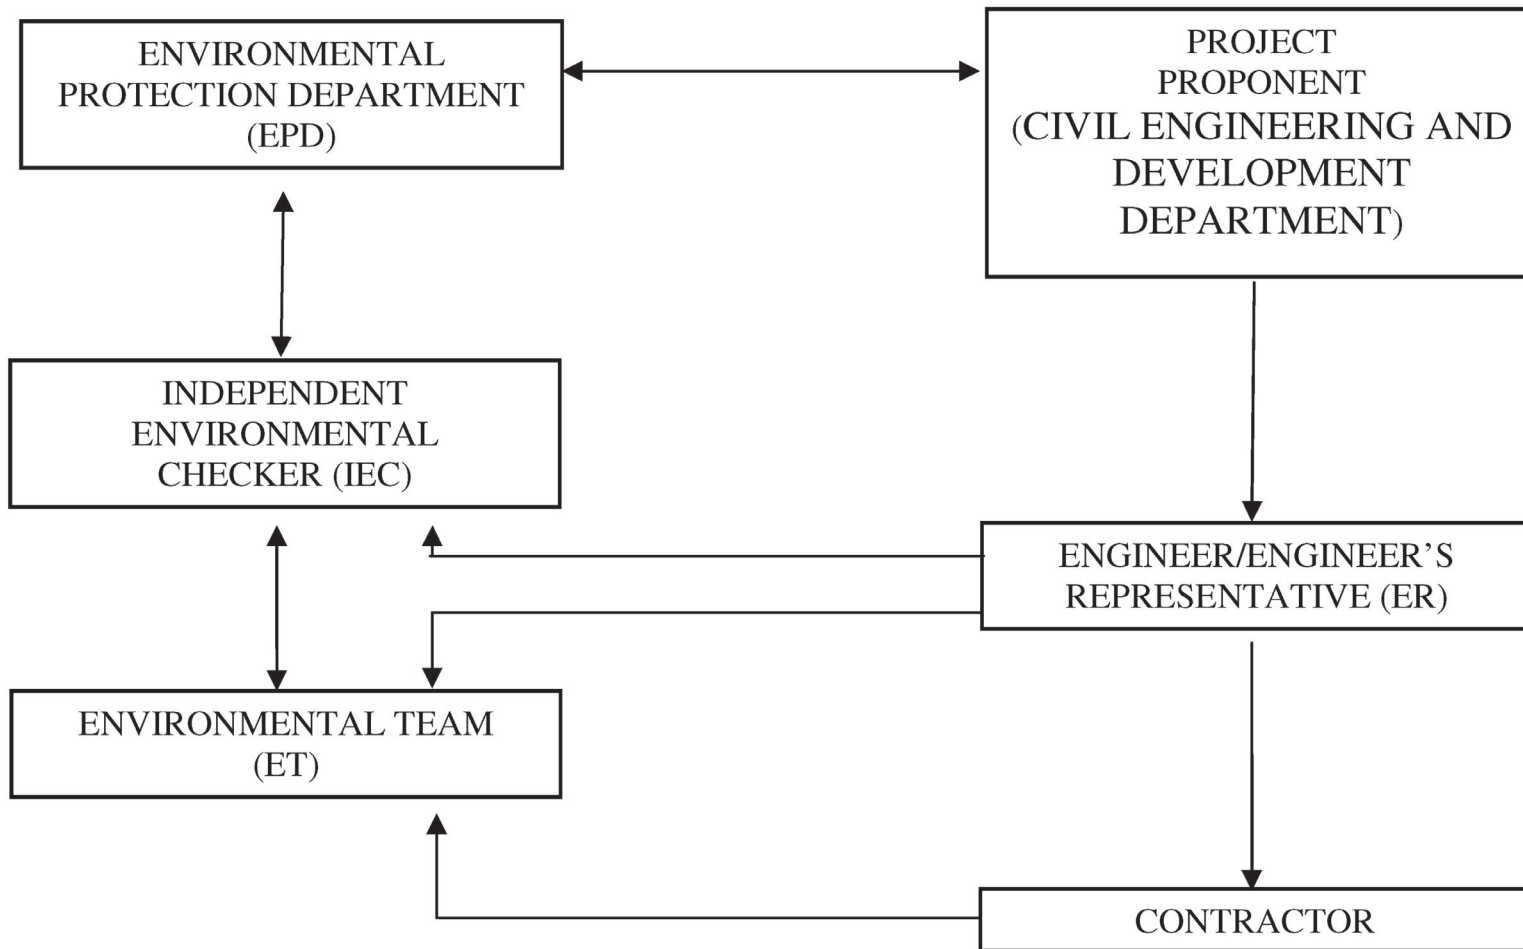 ENVIRONMENTAL
PROTECTION DEPARTMENT
(EPD)
PROJECT
PROPONENT
(CIVIL ENGINEERING AND
DEVELOPMENT
DEPARTMENT)
INDEPENDENT
ENVIRONMENTAL
CHECKER (IEC)
ENGINEER/ENGINEER’S
REPRESENTATIVE (ER)
ENVIRONMENTAL TEAM
(ET)
CONTRACTOR